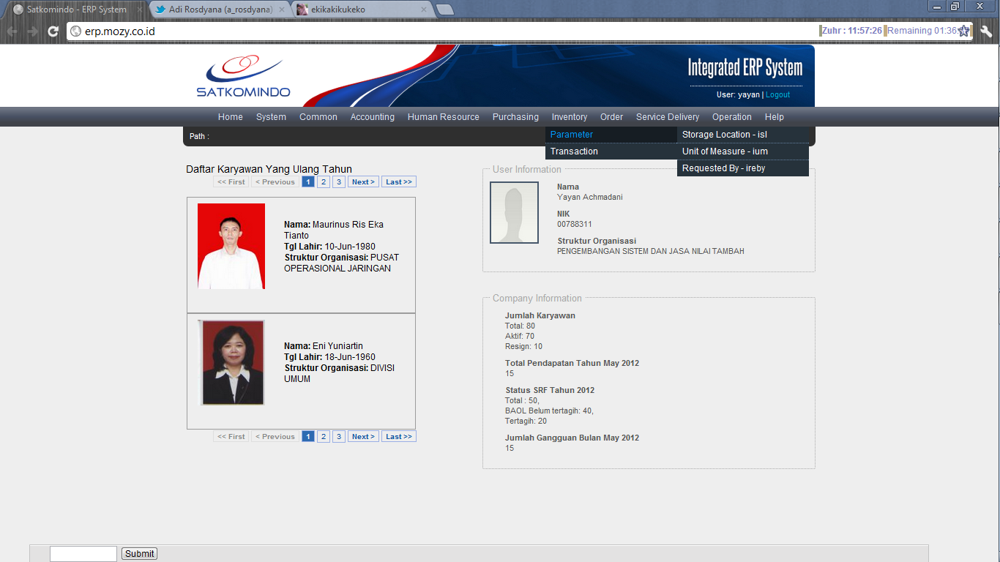 Satkomindo - ERP System
Adi Rosdyana (a_rosdyana)
ekikakikukeko
erp.mozy.co.id
Zuhr : 11:57:26
Remaining 01:36:
SATKOMINDO
Integrated ERP System
User: yayan | Logout
Home System Common Accounting Human Resource Purchasing Inventory Order Service Delivery Operation Help
Path :
Parameter
Transaction
Storage Location - isl
Unit of Measure - ium
Requested By - ireby
Daftar Karyawan Yang Ulang Tahun
<< First < Previous 1 2 3 Next > Last >>
Nama: Maurinus Ris Eka
Tianto
Tgl Lahir: 10-Jun-1980
Struktur Organisasi: PUSAT
OPERASIONAL JARINGAN
Nama: Eni Yuniartin
Tgl Lahir: 18-Jun-1960
Struktur Organisasi: DIVISI
UMUM
<< First < Previous 1 2 3 Next > Last >>
User Information
Nama
Yayan Achmadani
NIK
00788311
Struktur Organisasi
PENGEMBANGAN SISTEM DAN JASA NILAI TAMBAH
Company Information
Jumlah Karyawan
Total: 80
Aktif: 70
Resign: 10
Total Pendapatan Tahun May 2012
15
Status SRF Tahun 2012
Total : 50,
BAOL Belum tertagih: 40,
Tertagih: 20
Jumlah Gangguan Bulan May 2012
15
Submit